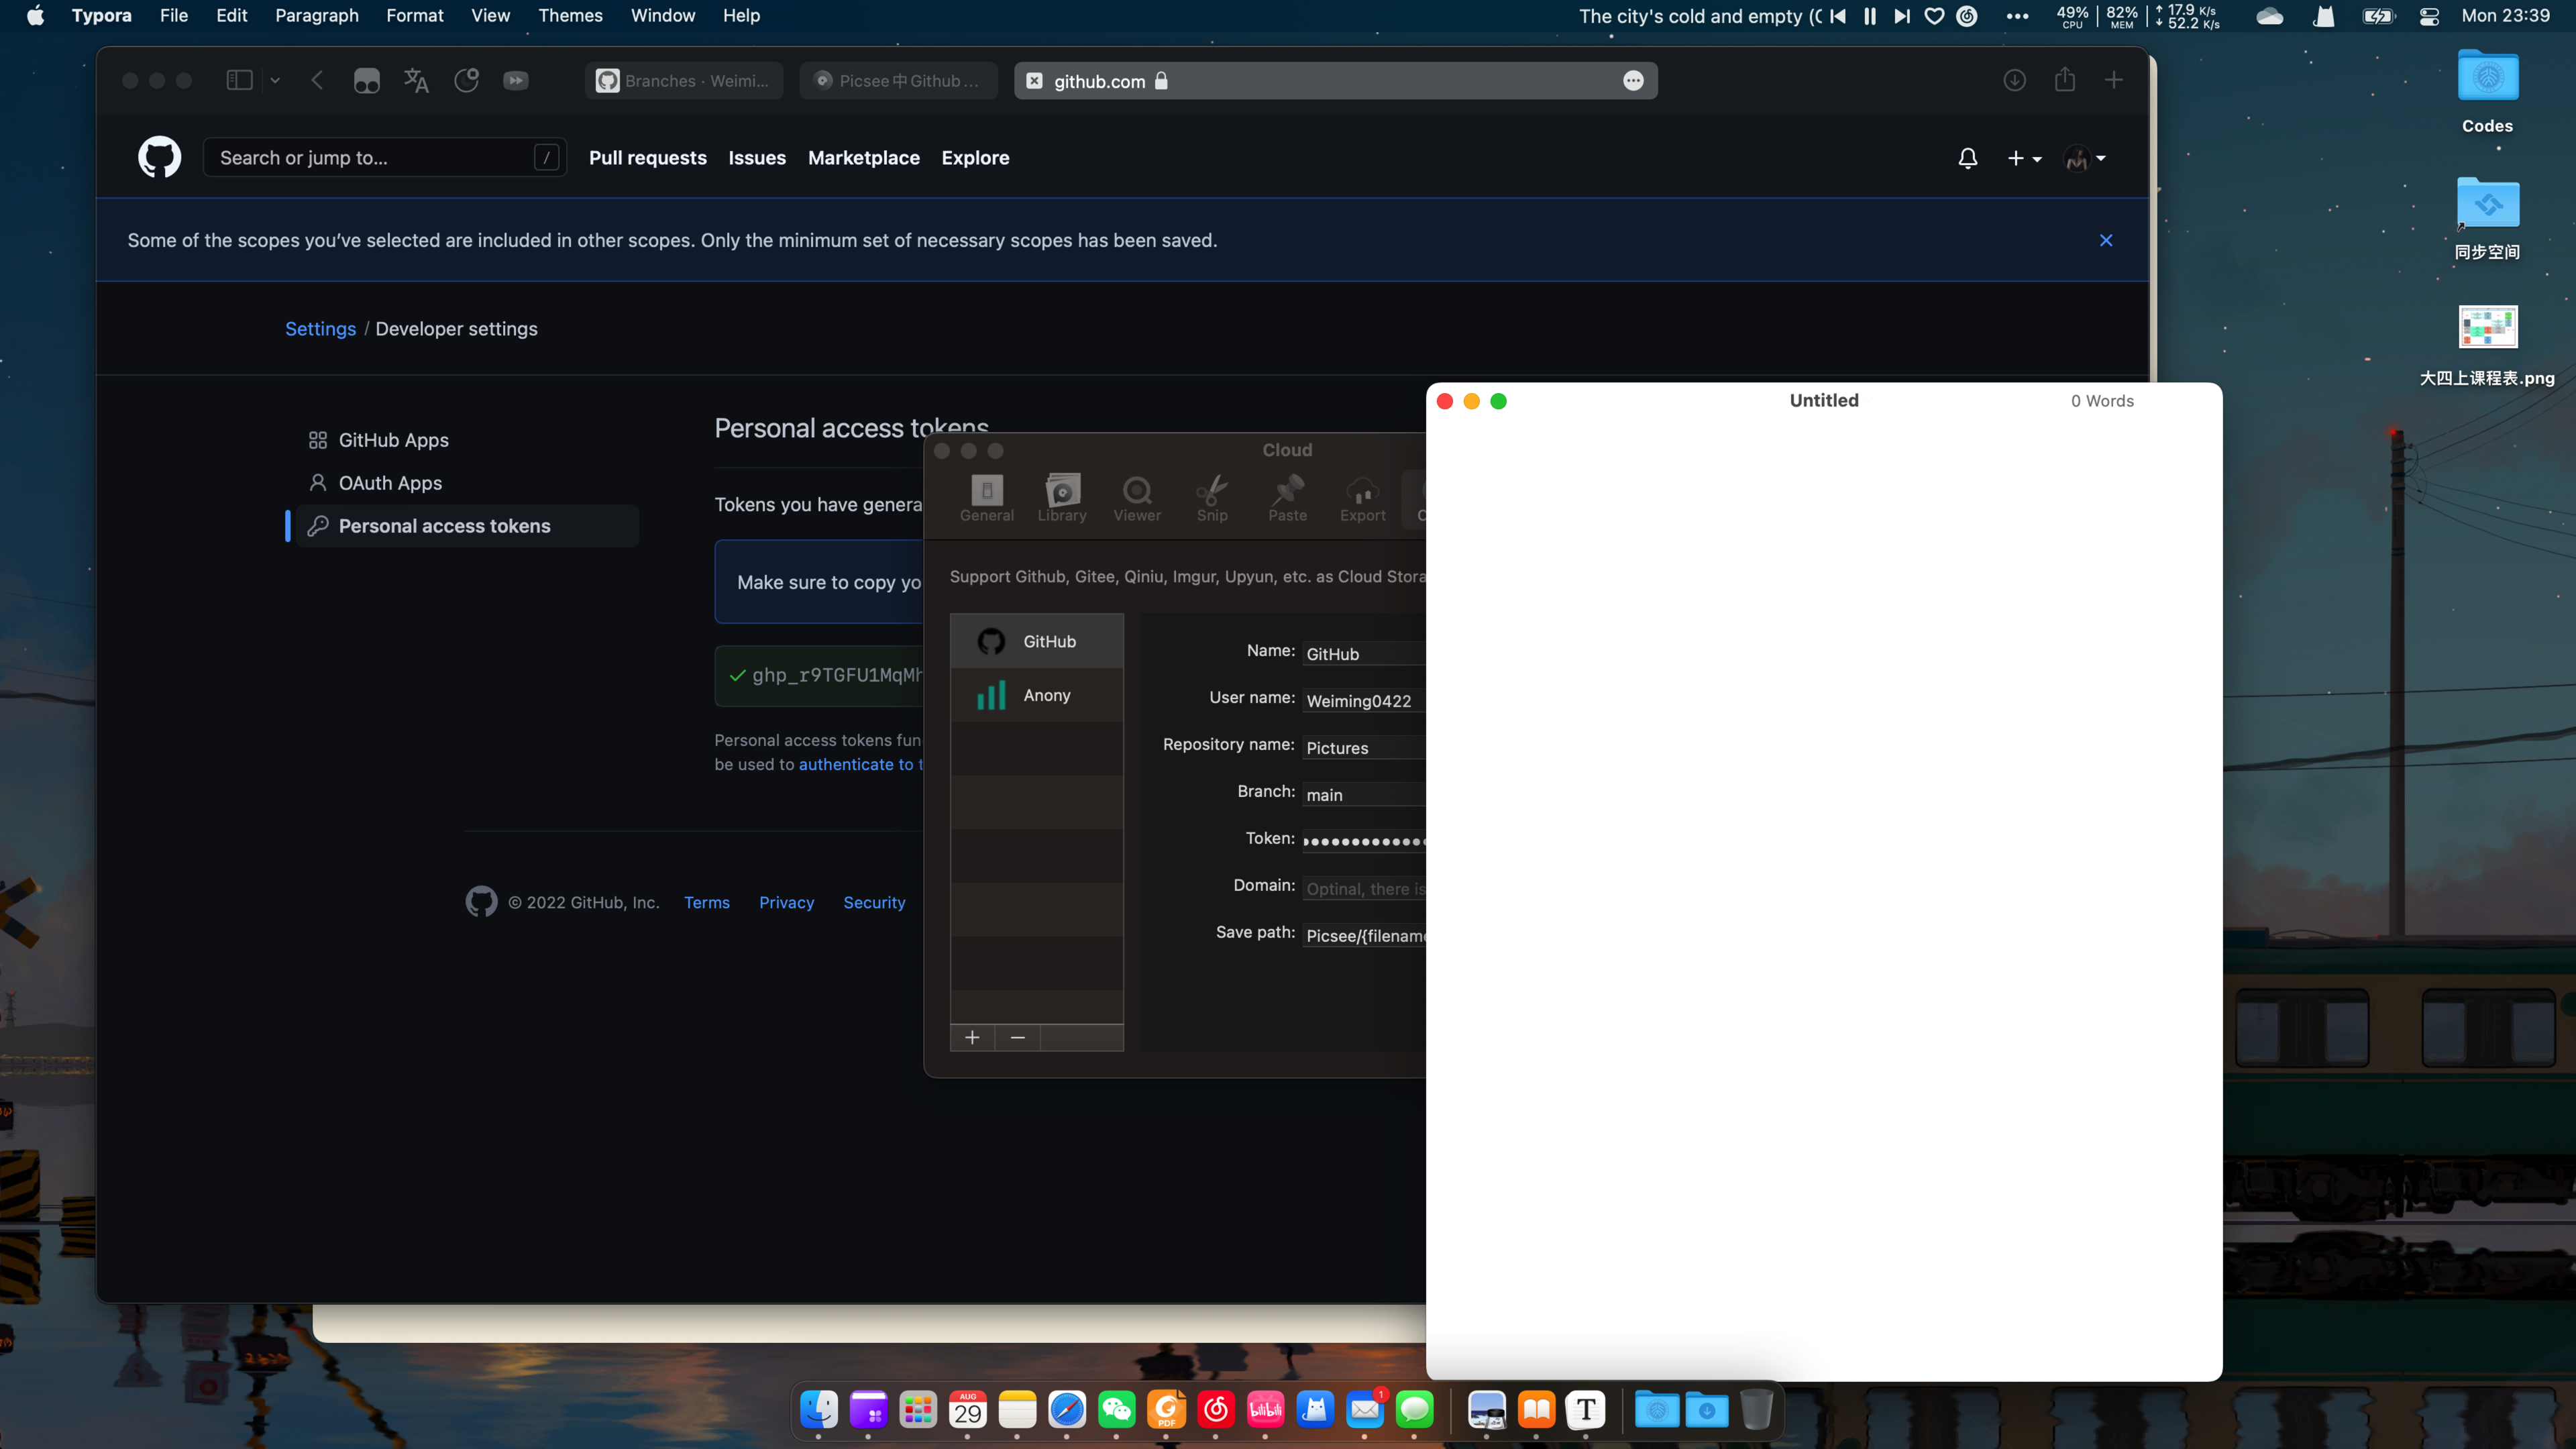 Typora File Edit Paragraph Format View Themes Window Help
The city's cold and empty (
49% CPU 82% MEM ↑ 17.9 K/s ↓ 52.2 K/s Mon 23:39
Branches · Weimi... Picsee中Github... github.com
Search or jump to... / Pull requests Issues Marketplace Explore
Some of the scopes you’ve selected are included in other scopes. Only the minimum set of necessary scopes has been saved.
Settings / Developer settings
GitHub Apps
OAuth Apps
Personal access tokens
Personal access tokens
Tokens you have genera
Make sure to copy yo
ghp_r9TGFU1MqMh
Personal access tokens fun
be used to authenticate to t
© 2022 GitHub, Inc. Terms Privacy Security
Cloud
General Library Viewer Snip Paste Export
Support Github, Gitee, Qiniu, Imgur, Upyun, etc. as Cloud Stora
GitHub
Anony
Name: GitHub
User name: Weiming0422
Repository name: Pictures
Branch: main
Token: ●●●●●●●●●●●●
Domain: Optinal, there is
Save path: Picsee/{filename
+ −
Untitled 0 Words
Codes
同步空间
大四上课程表.png
AUG
29
PDF
bilibili
1
T